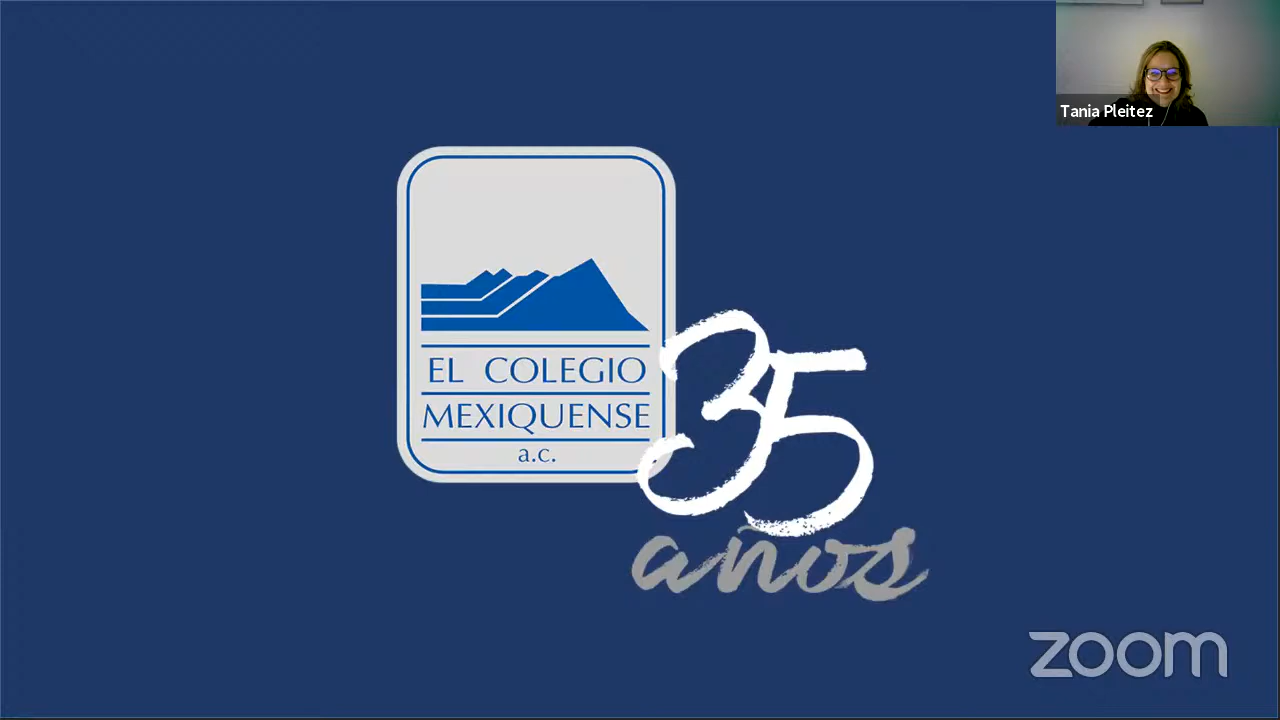 Tania Pleitez
EL COLEGIO
MEXIQUENSE
a.c.
35
años
zoom